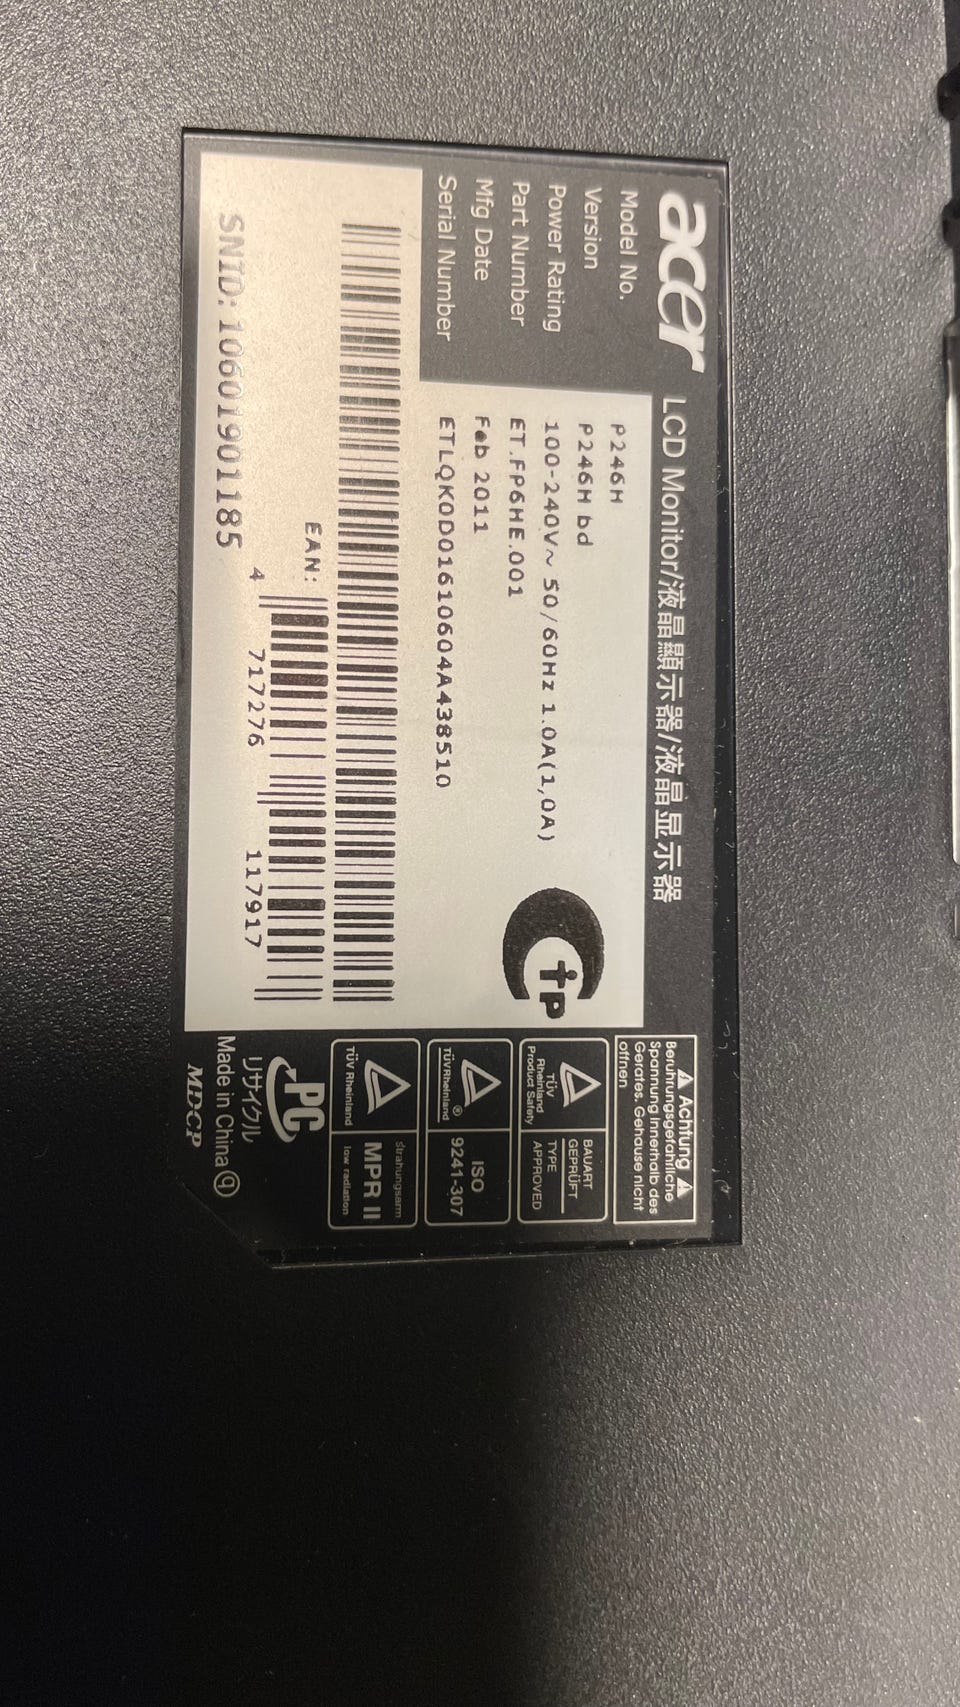 acer LCD Monitor/液晶顯示器/液晶显示器
Model No. P246H
Version P246H bd
Power Rating 100-240V~ 50/60Hz 1.0A(1,0A)
Part Number ET.FP6HE.001
Mfg Date Feb 2011
Serial Number ETLQK0D01610604A438510
EAN:
4 717276 117917
SNID: 10601901185
Achtung
Berührungsgefährliche
Spannung innerhalb des
Gerätes. Gehäuse nicht
öffnen
TÜV
Rheinland
Product Safety
BAUART
GEPRÜFT
TYPE
APPROVED
TÜVRheinland®
ISO
9241-307
TÜV Rheinland
strahlungsarm
MPR II
low radiation
PC
リサイクル
Made in China q
MDCP